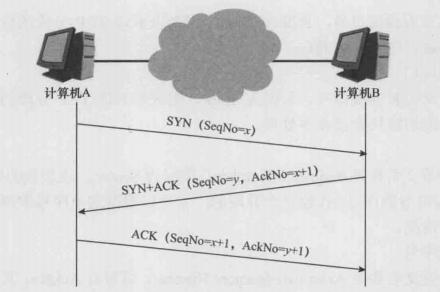 计算机A
计算机B
SYN（SeqNo=x）
SYN+ACK（SeqNo=y，AckNo=x+1）
ACK（SeqNo=x+1，AckNo=y+1）